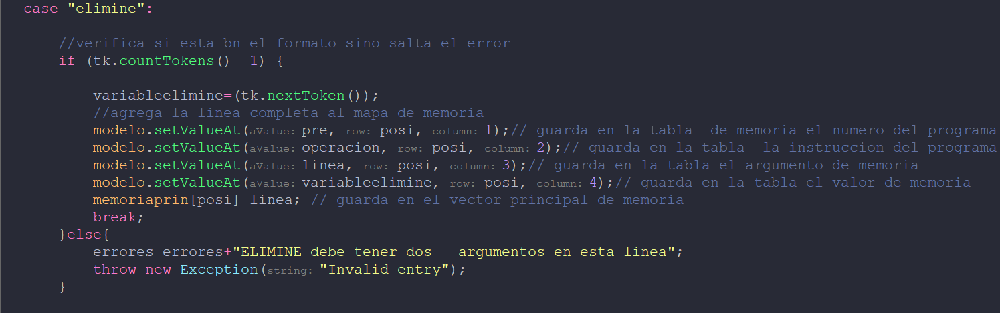 case "elimine":
//verifica si esta bn el formato sino salta el error
if (tk.countTokens()==1) {
variableelimine=(tk.nextToken());
//agrega la linea completa al mapa de memoria
modelo.setValueAt(aValue: pre, row: posi, column: 1);// guarda en la tabla  de memoria el numero del programa
modelo.setValueAt(aValue: operacion, row: posi, column: 2);// guarda en la tabla  la instruccion del programa
modelo.setValueAt(aValue: linea, row: posi, column: 3);// guarda en la tabla el argumento de memoria
modelo.setValueAt(aValue: variableelimine, row: posi, column: 4);// guarda en la tabla el valor de memoria
memoriaprin[posi]=linea; // guarda en el vector principal de memoria
break;
}else{
errores=errores+"ELIMINE debe tener dos   argumentos en esta linea";
throw new Exception(string: "Invalid entry");
}